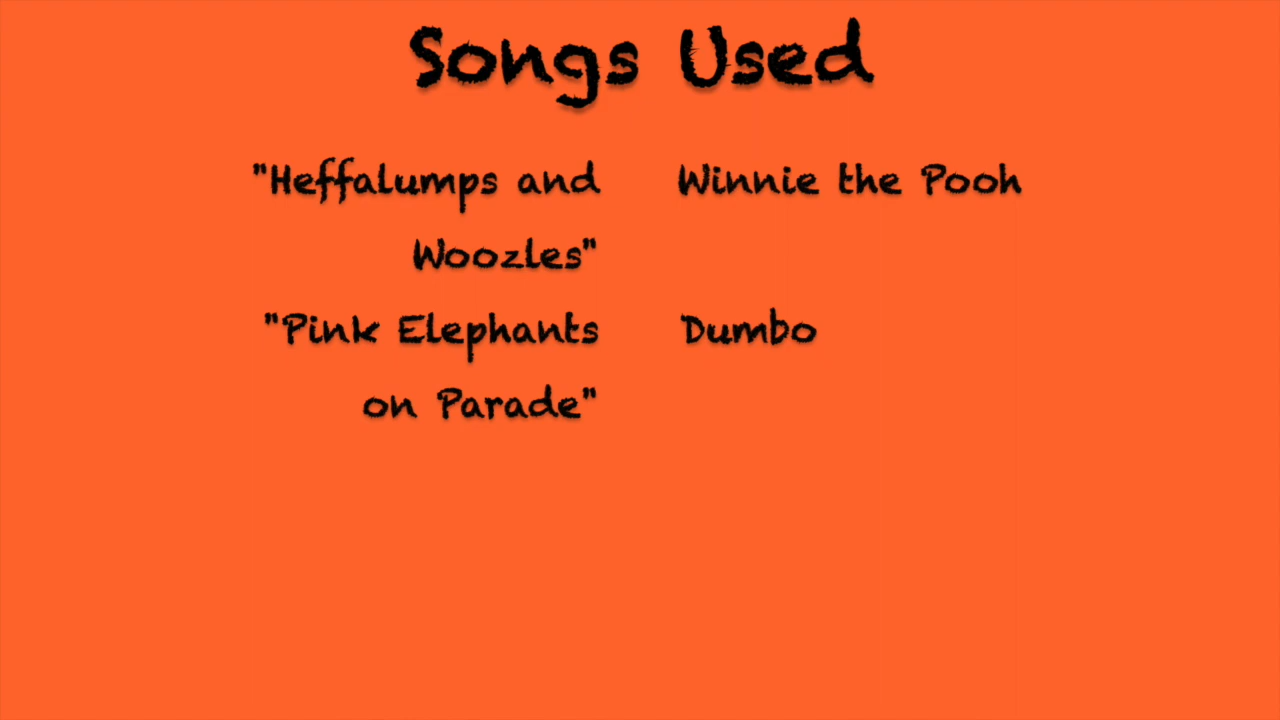 Songs Used
"Heffalumps and Winnie the Pooh
Woozles"
"Pink Elephants Dumbo
on Parade"